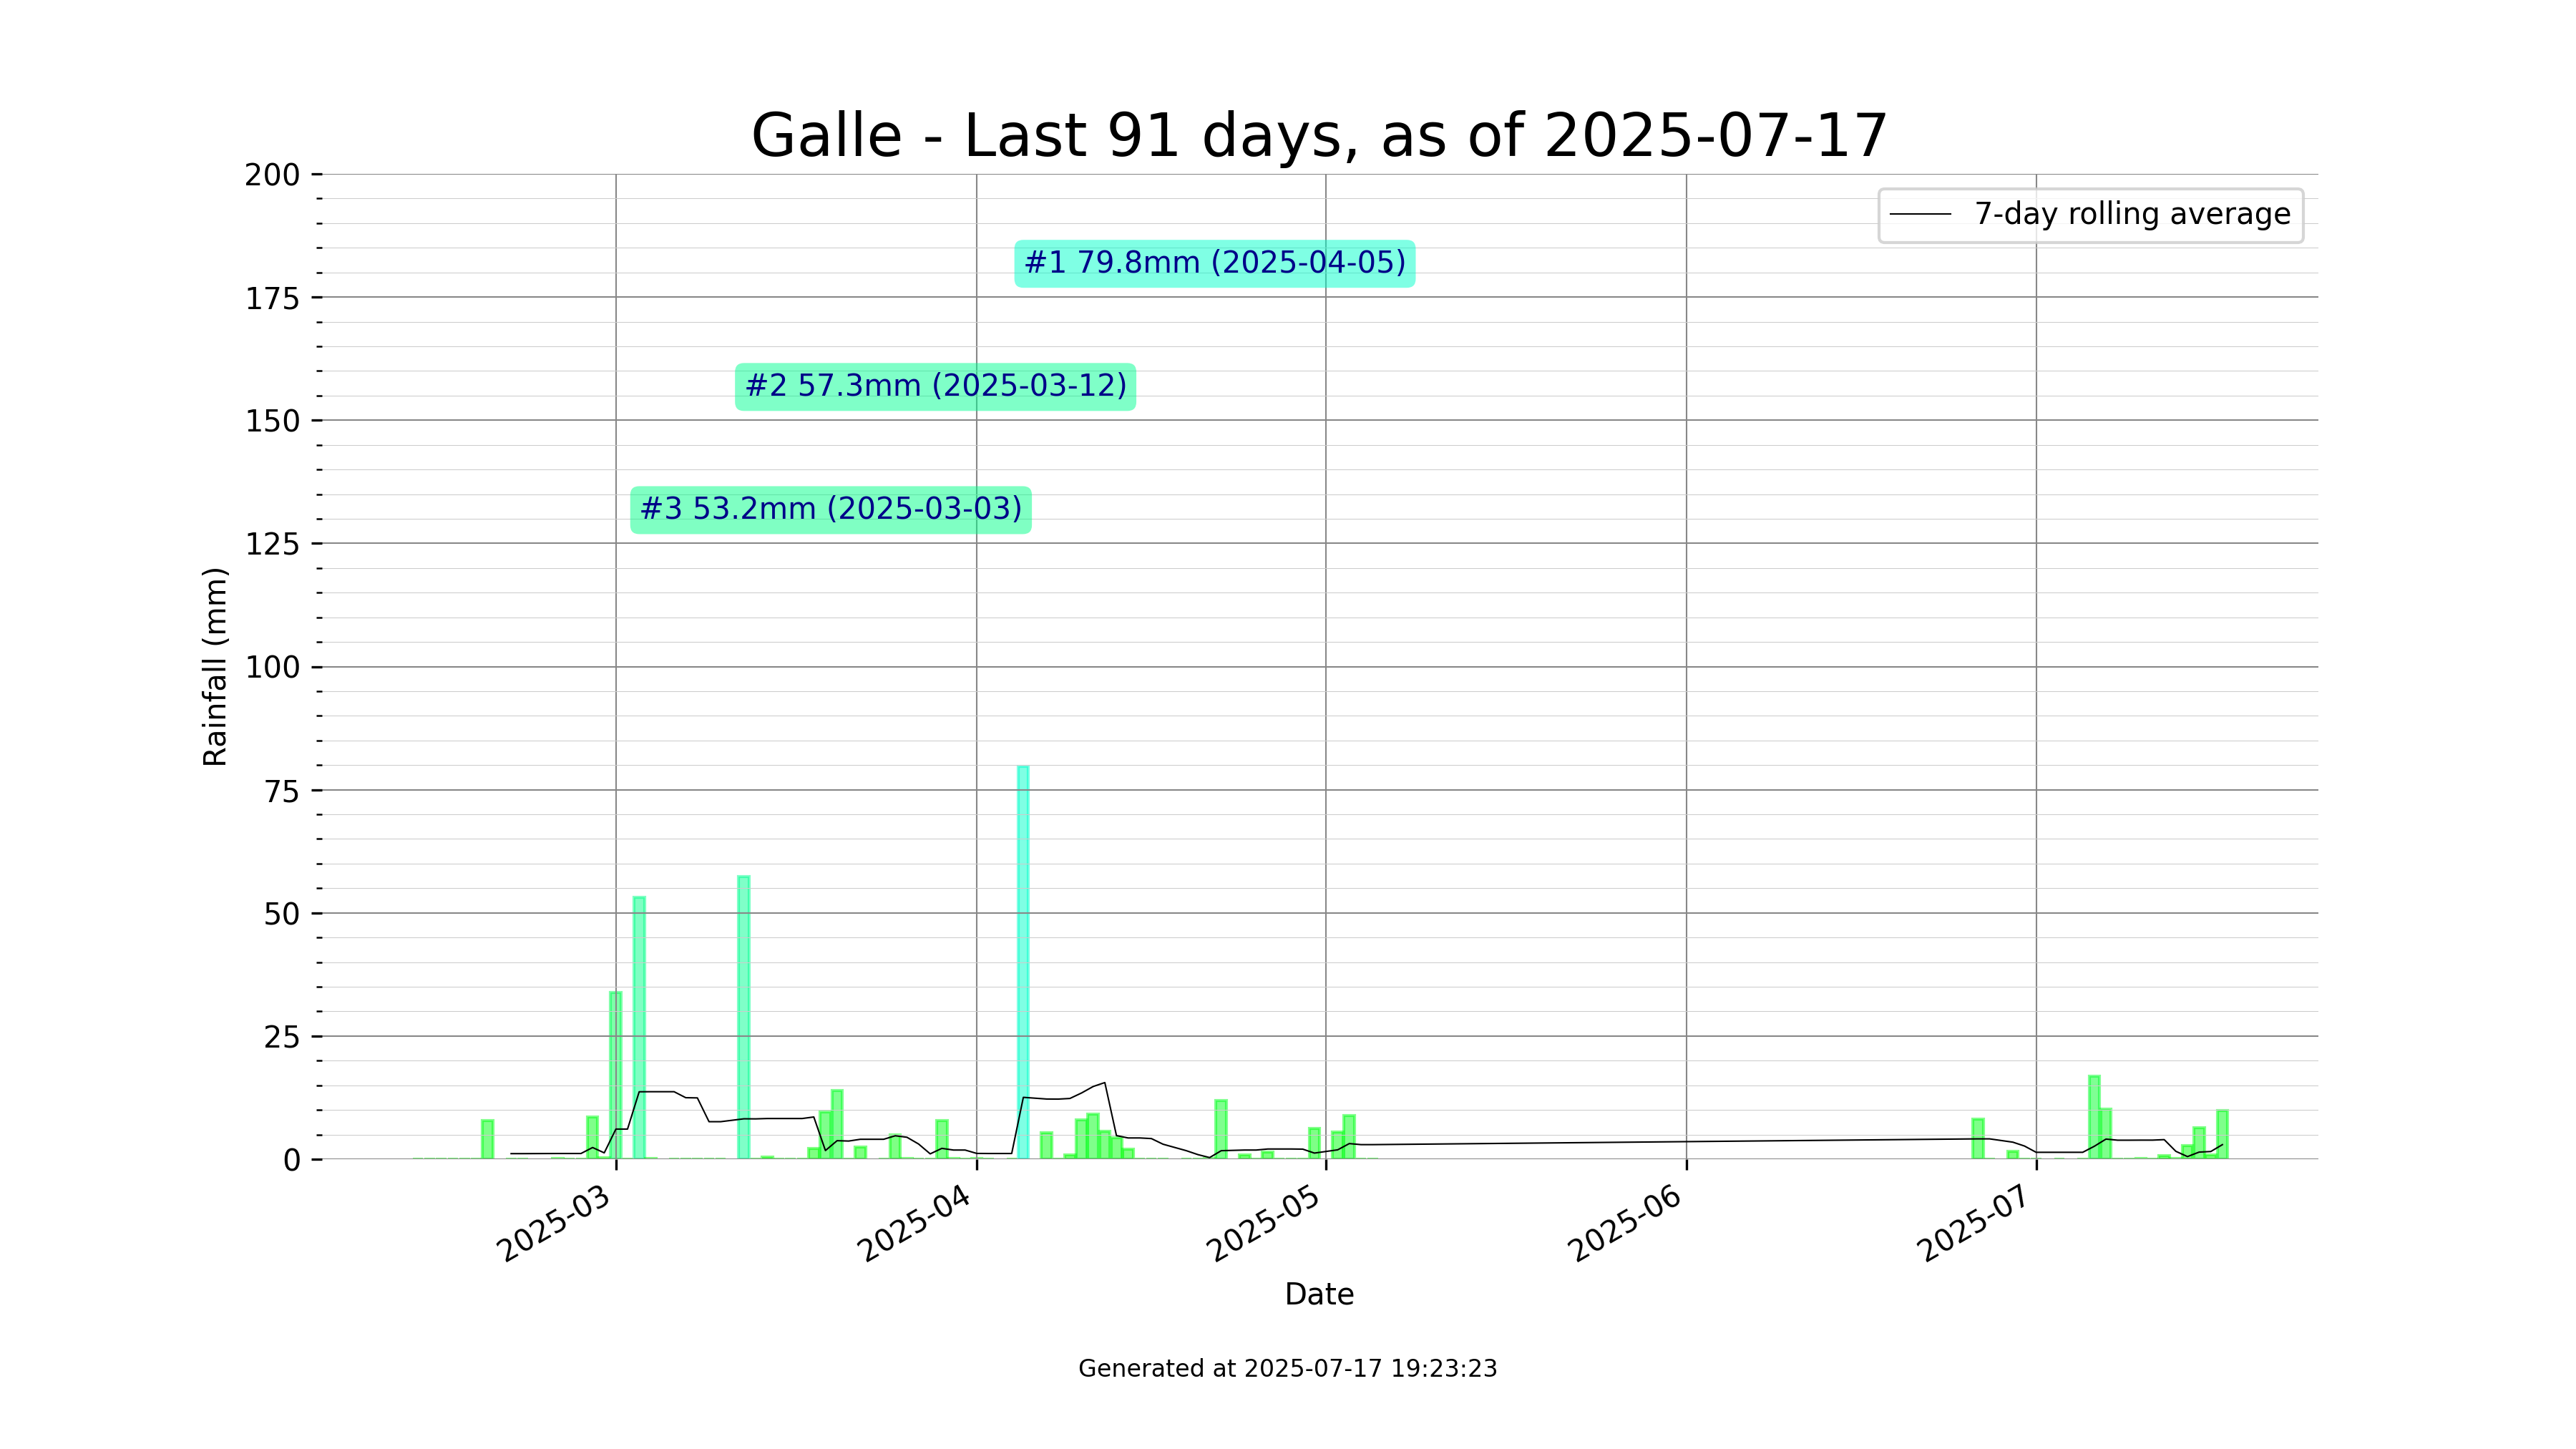 Galle - Last 91 days, as of 2025-07-17
200
175
150
125
100
75
50
25
0
Rainfall (mm)
7-day rolling average
#1 79.8mm (2025-04-05)
#2 57.3mm (2025-03-12)
#3 53.2mm (2025-03-03)
2025-03
2025-04
2025-05
2025-06
2025-07
Date
Generated at 2025-07-17 19:23:23